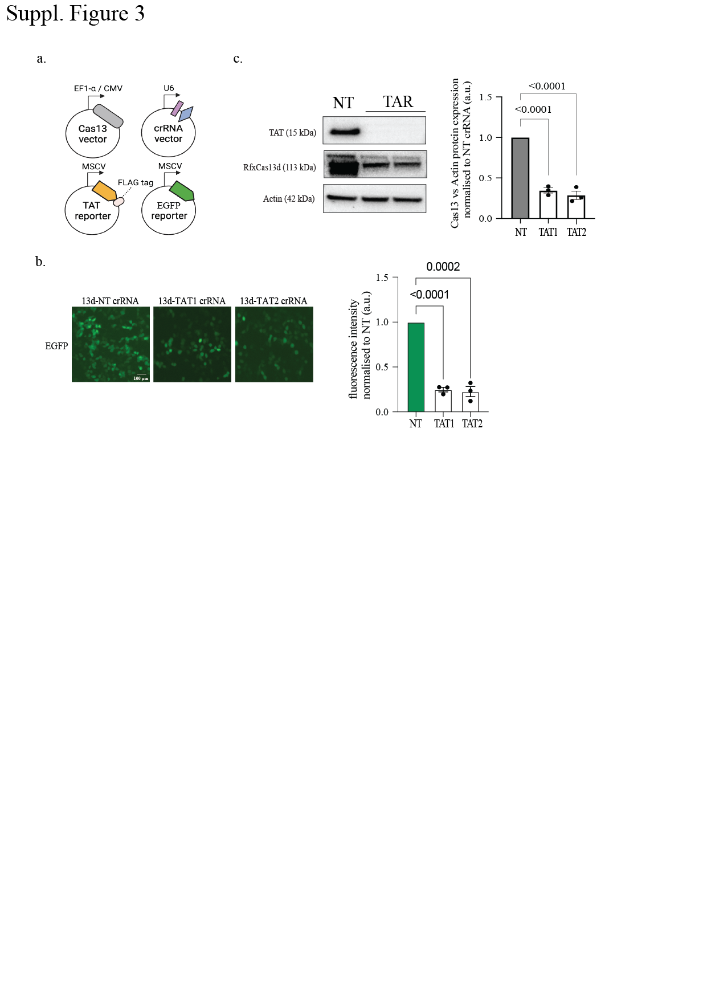 Suppl. Figure 3
a.
EF1-α / CMV
U6
Cas13
vector
crRNA
vector
MSCV
MSCV
FLAG tag
TAT
reporter
EGFP
reporter
c.
NT
TAR
TAT (15 kDa)
RfxCas13d (113 kDa)
Actin (42 kDa)
Cas13 vs Actin protein expression
normalised to NT crRNA (a.u.)
1.5
1.0
0.5
0.0
<0.0001
<0.0001
NT
TAT1
TAT2
b.
13d-NT crRNA
13d-TAT1 crRNA
13d-TAT2 crRNA
EGFP
100 µm
fluorescence intensity
normalised to NT (a.u.)
1.5
1.0
0.5
0.0
0.0002
<0.0001
NT
TAT1
TAT2